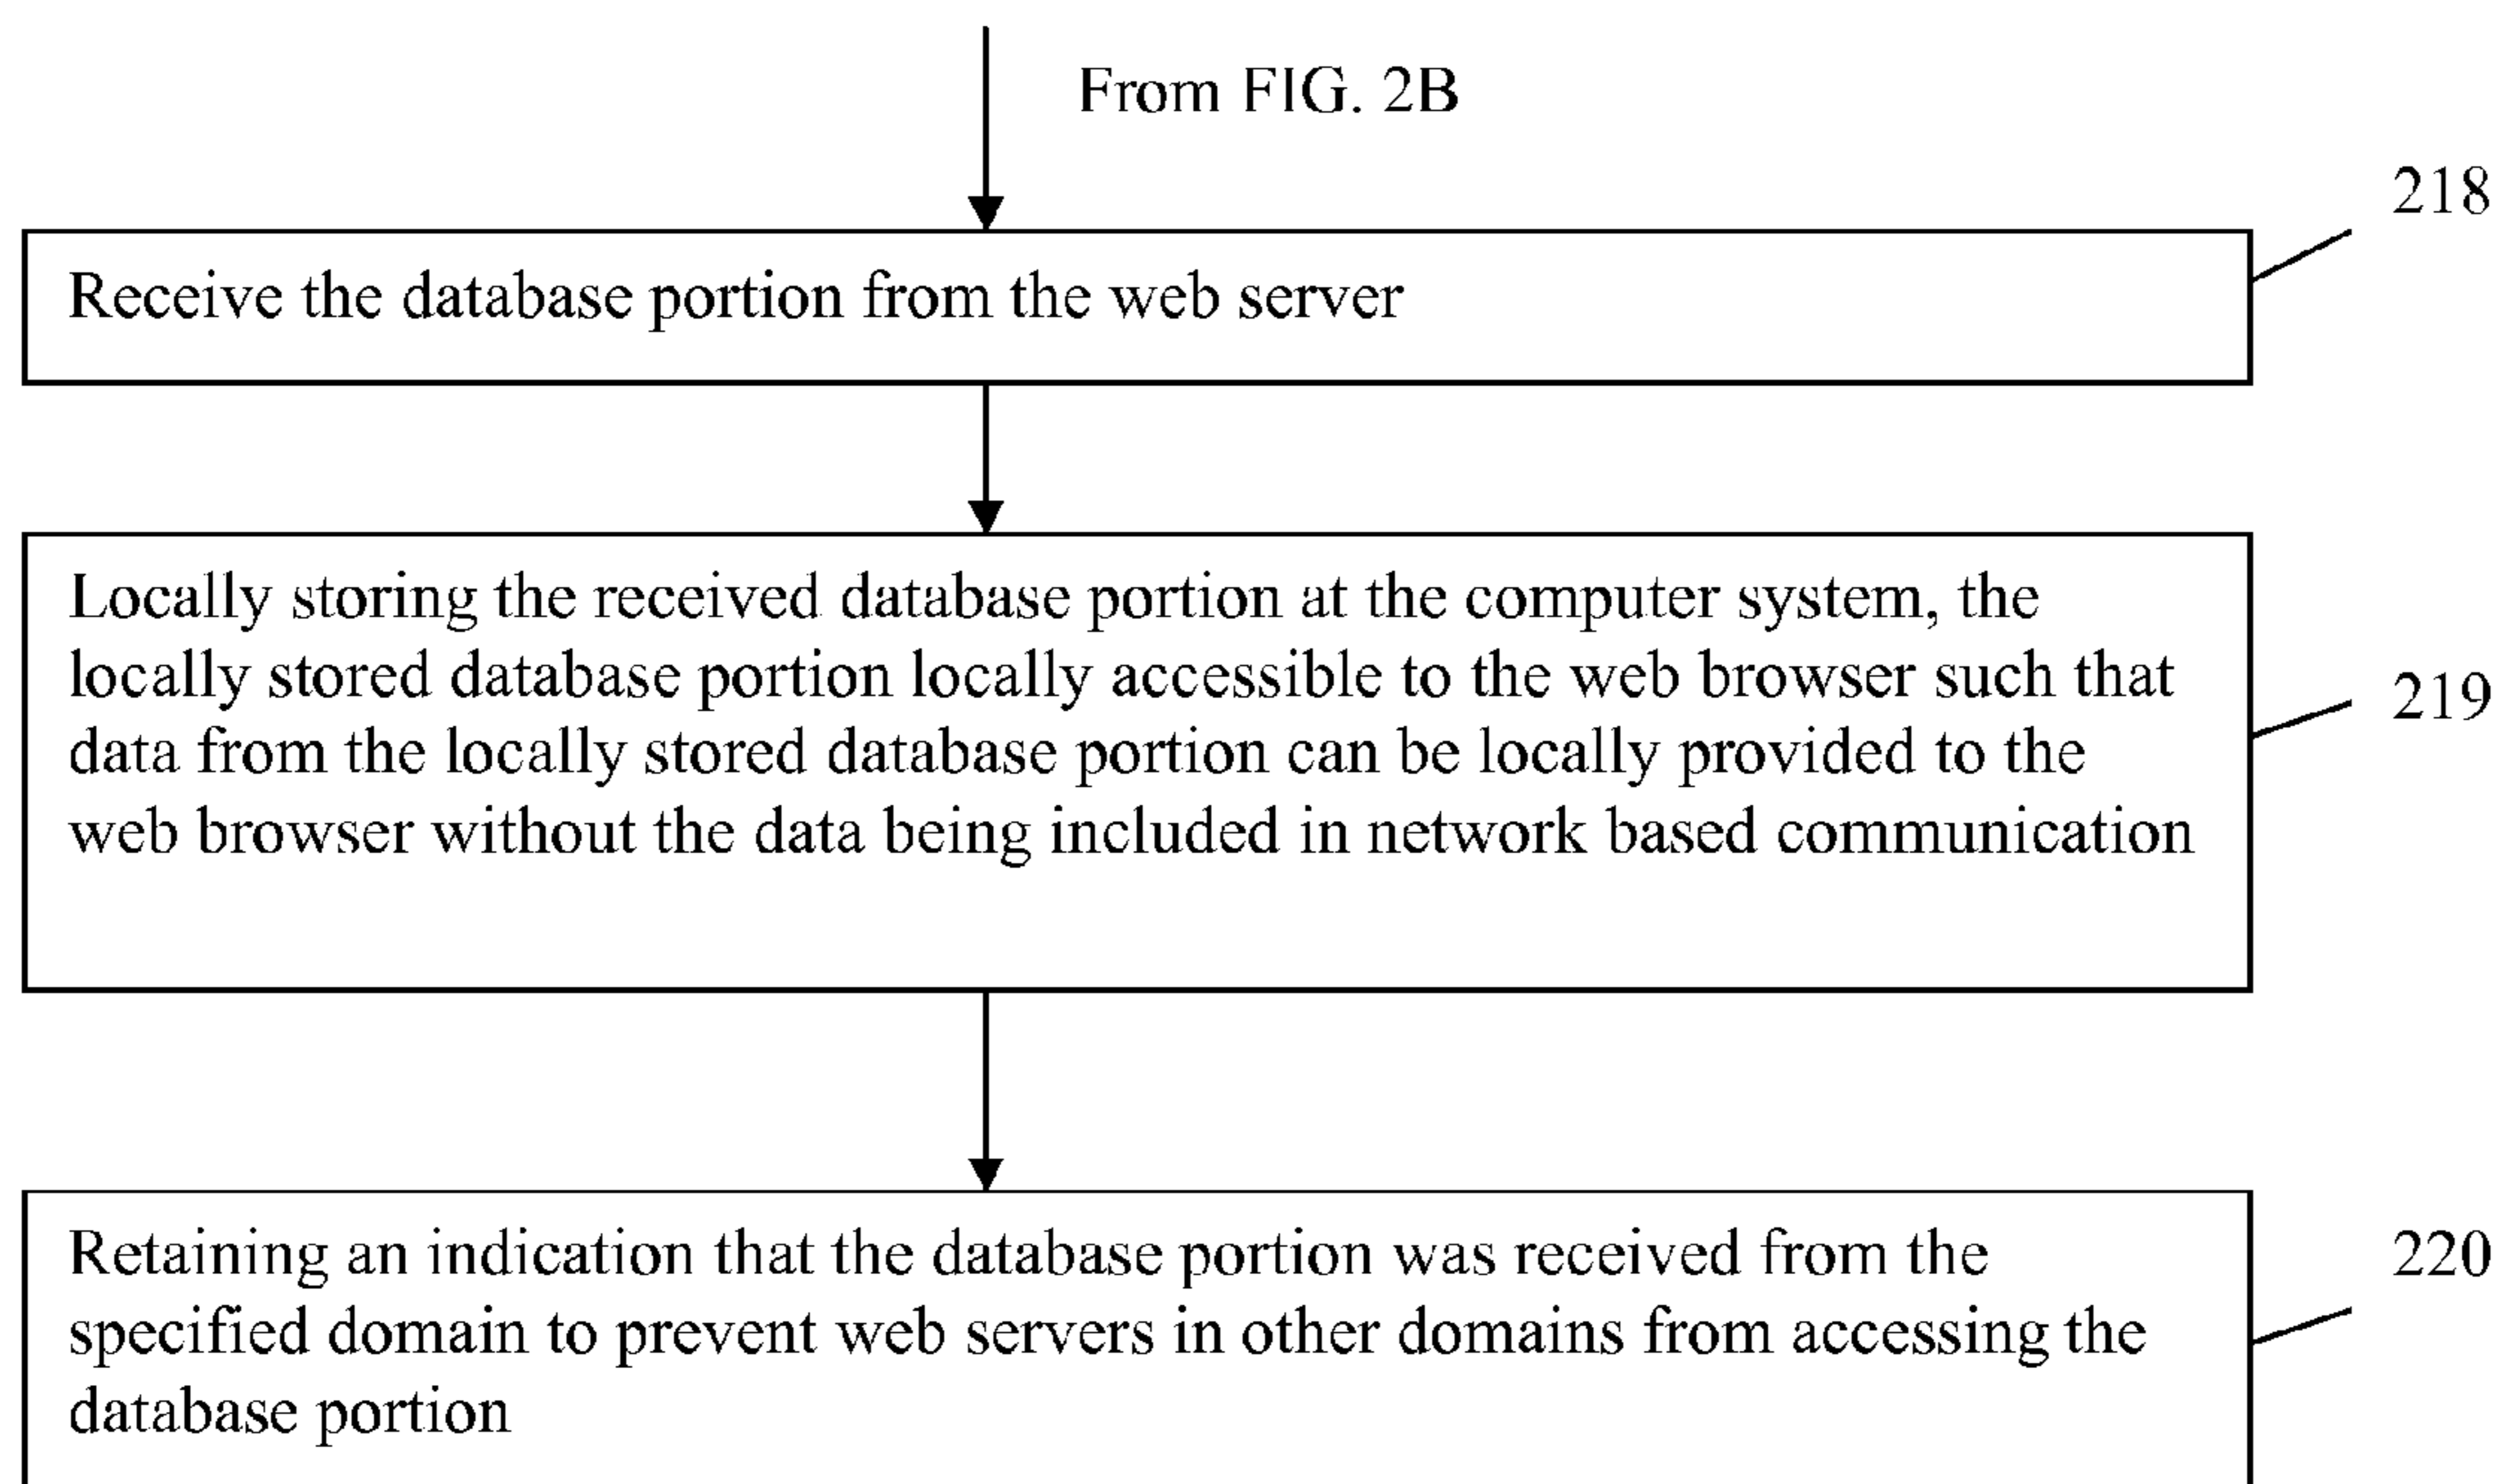 From FIG. 2B
218
Receive the database portion from the web server
Locally storing the received database portion at the computer system, the
locally stored database portion locally accessible to the web browser such that
data from the locally stored database portion can be locally provided to the
web browser without the data being included in network based communication
219
Retaining an indication that the database portion was received from the
specified domain to prevent web servers in other domains from accessing the
database portion
220